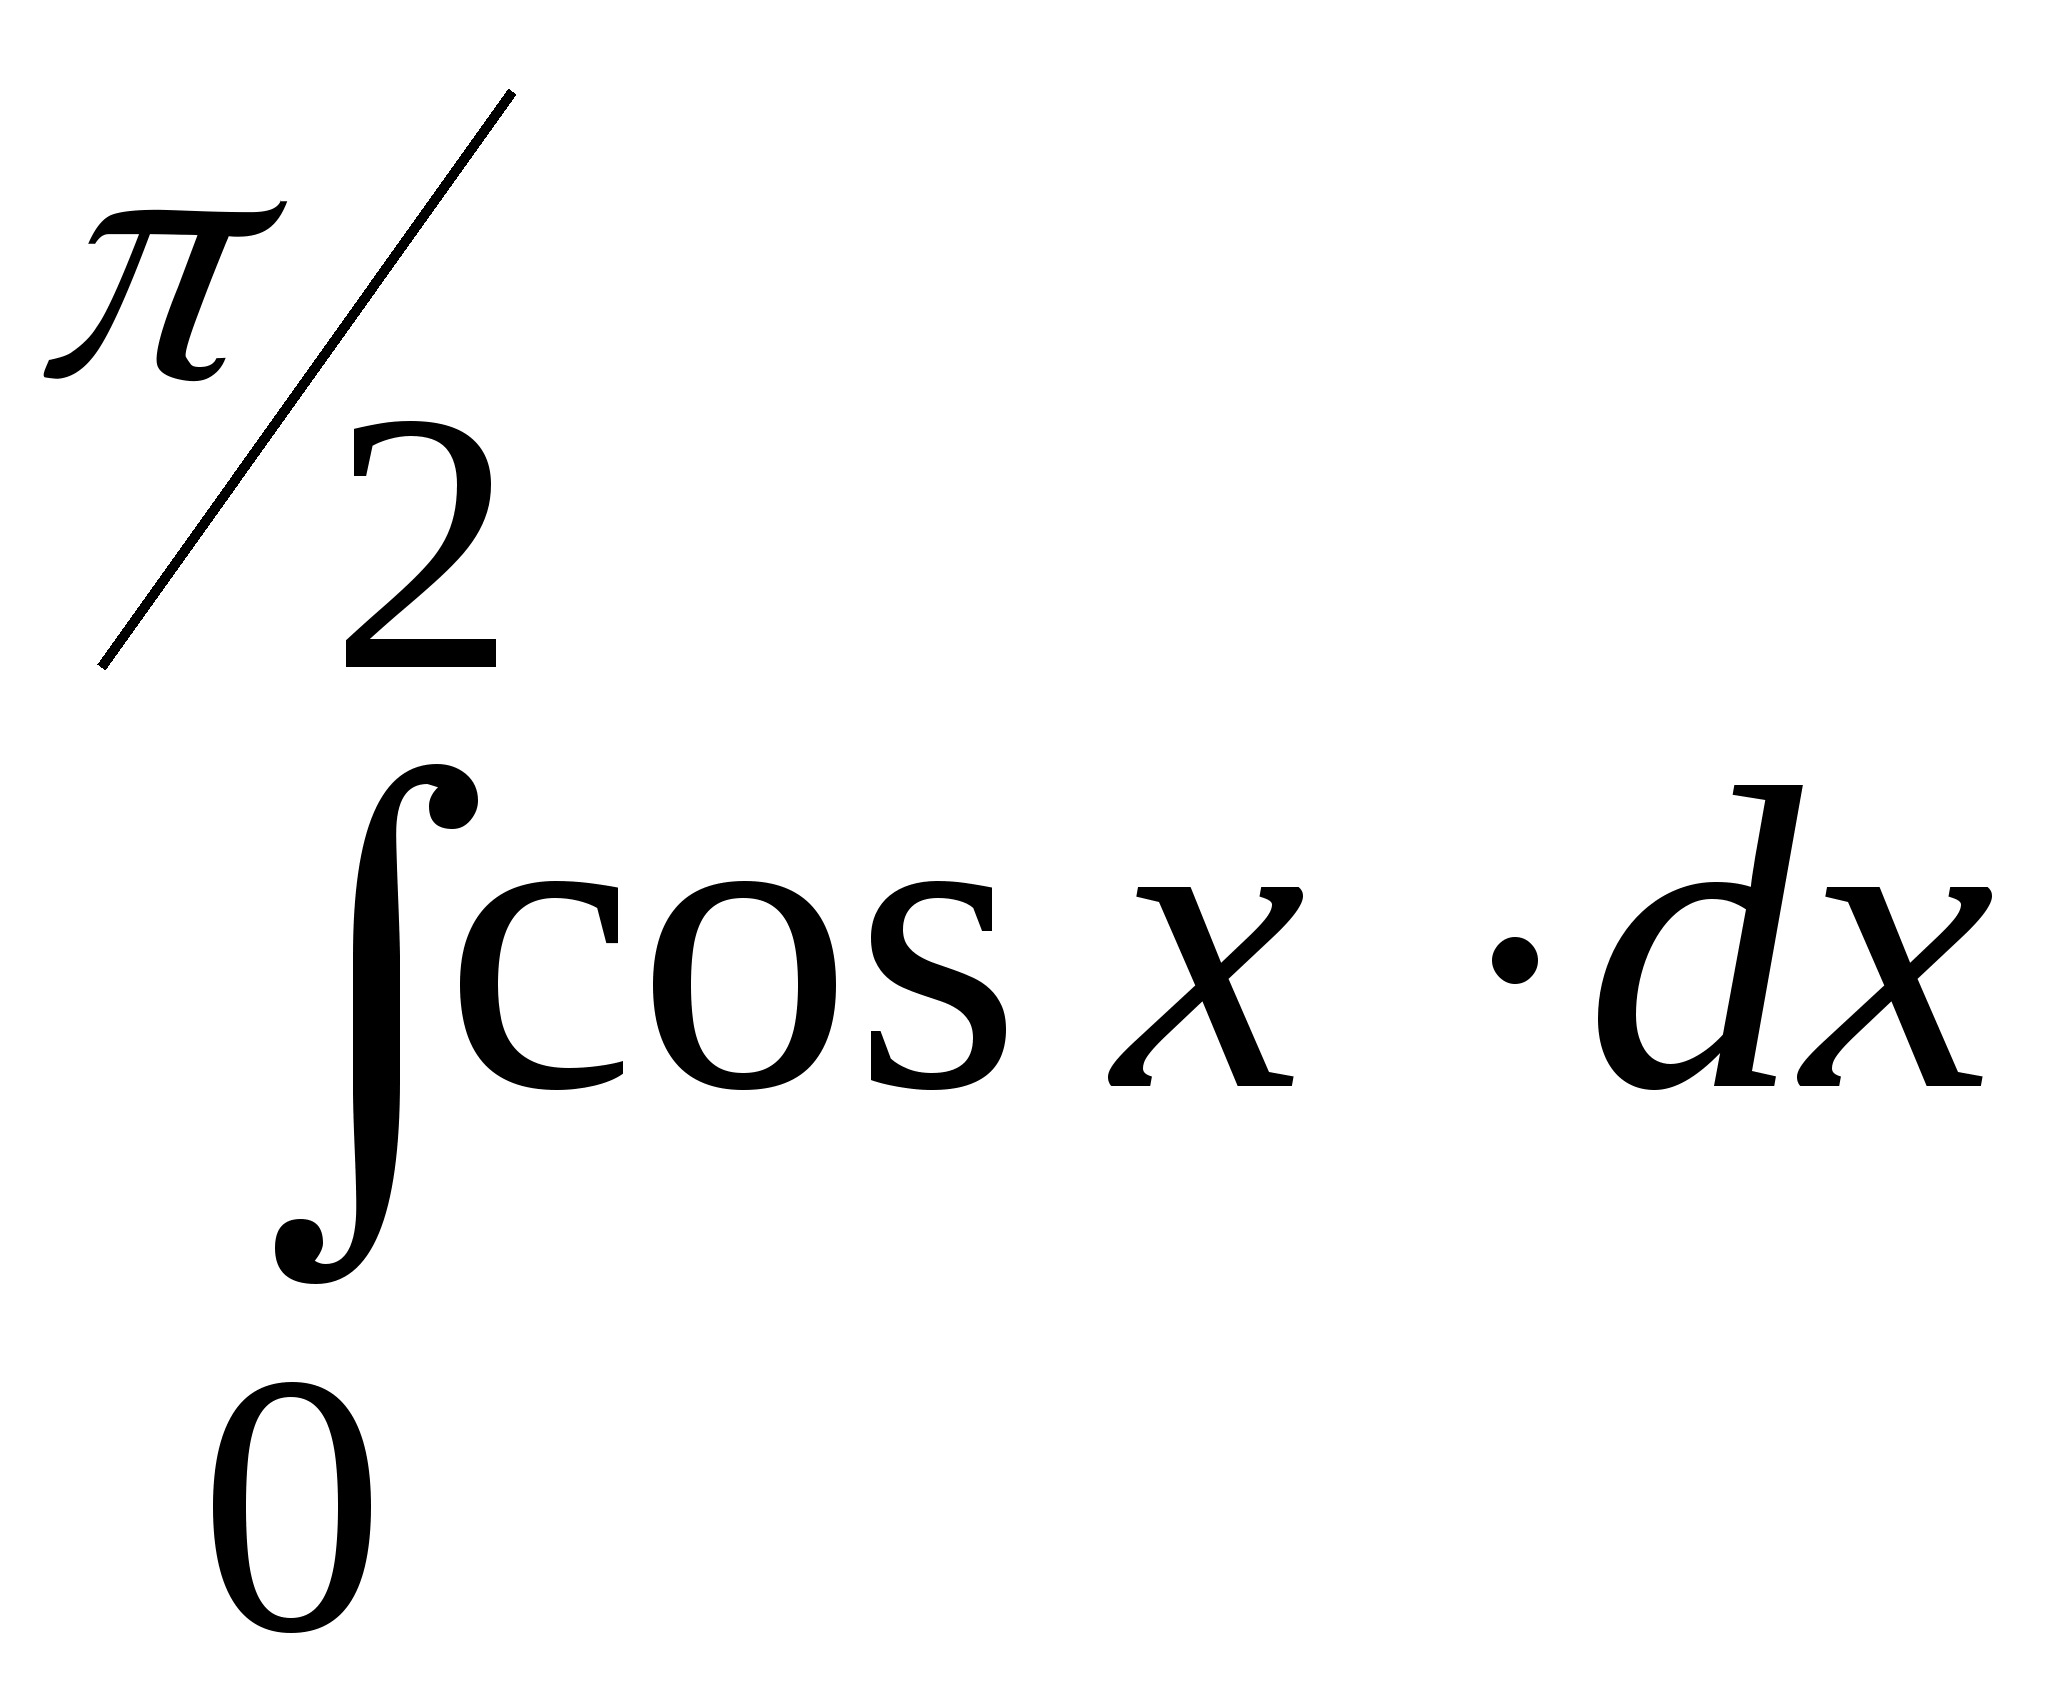 π/2
∫cos x · dx
0